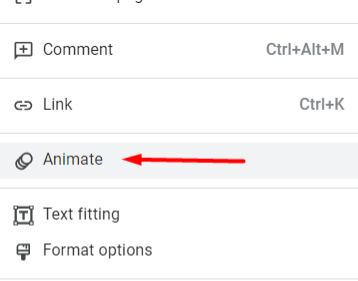 Comment Ctrl+Alt+M
Link Ctrl+K
Animate
Text fitting
Format options